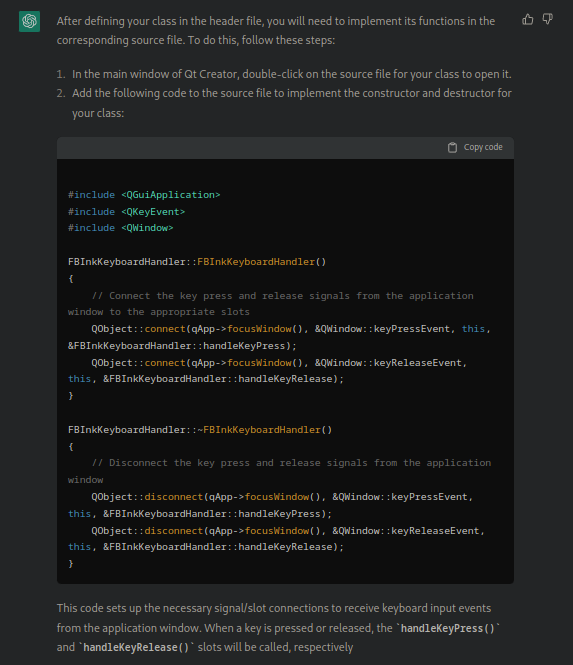 After defining your class in the header file, you will need to implement its functions in the
corresponding source file. To do this, follow these steps:
1. In the main window of Qt Creator, double-click on the source file for your class to open it.
2. Add the following code to the source file to implement the constructor and destructor for
your class:
Copy code
#include <QGuiApplication>
#include <QKeyEvent>
#include <QWindow>
FBInkKeyboardHandler::FBInkKeyboardHandler()
{
// Connect the key press and release signals from the application
window to the appropriate slots
QObject::connect(qApp->focusWindow(), &QWindow::keyPressEvent, this,
&FBInkKeyboardHandler::handleKeyPress);
QObject::connect(qApp->focusWindow(), &QWindow::keyReleaseEvent,
this, &FBInkKeyboardHandler::handleKeyRelease);
}
FBInkKeyboardHandler::~FBInkKeyboardHandler()
{
// Disconnect the key press and release signals from the application
window
QObject::disconnect(qApp->focusWindow(), &QWindow::keyPressEvent,
this, &FBInkKeyboardHandler::handleKeyPress);
QObject::disconnect(qApp->focusWindow(), &QWindow::keyReleaseEvent,
this, &FBInkKeyboardHandler::handleKeyRelease);
}
This code sets up the necessary signal/slot connections to receive keyboard input events
from the application window. When a key is pressed or released, the `handleKeyPress()`
and `handleKeyRelease()` slots will be called, respectively